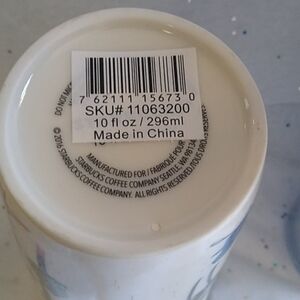 7 62111 15673 0
SKU# 11063200
10 fl oz / 296ml
Made in China
DO NOT
©2016 STARBUCKS COFFEE COMPANY
MANUFACTURED FOR / FABRIQUÉ POUR
STARBUCKS COFFEE COMPANY SEATTLE, WA 98134
ALL RIGHTS RESERVED. TOUS DROITS RÉSERVÉS